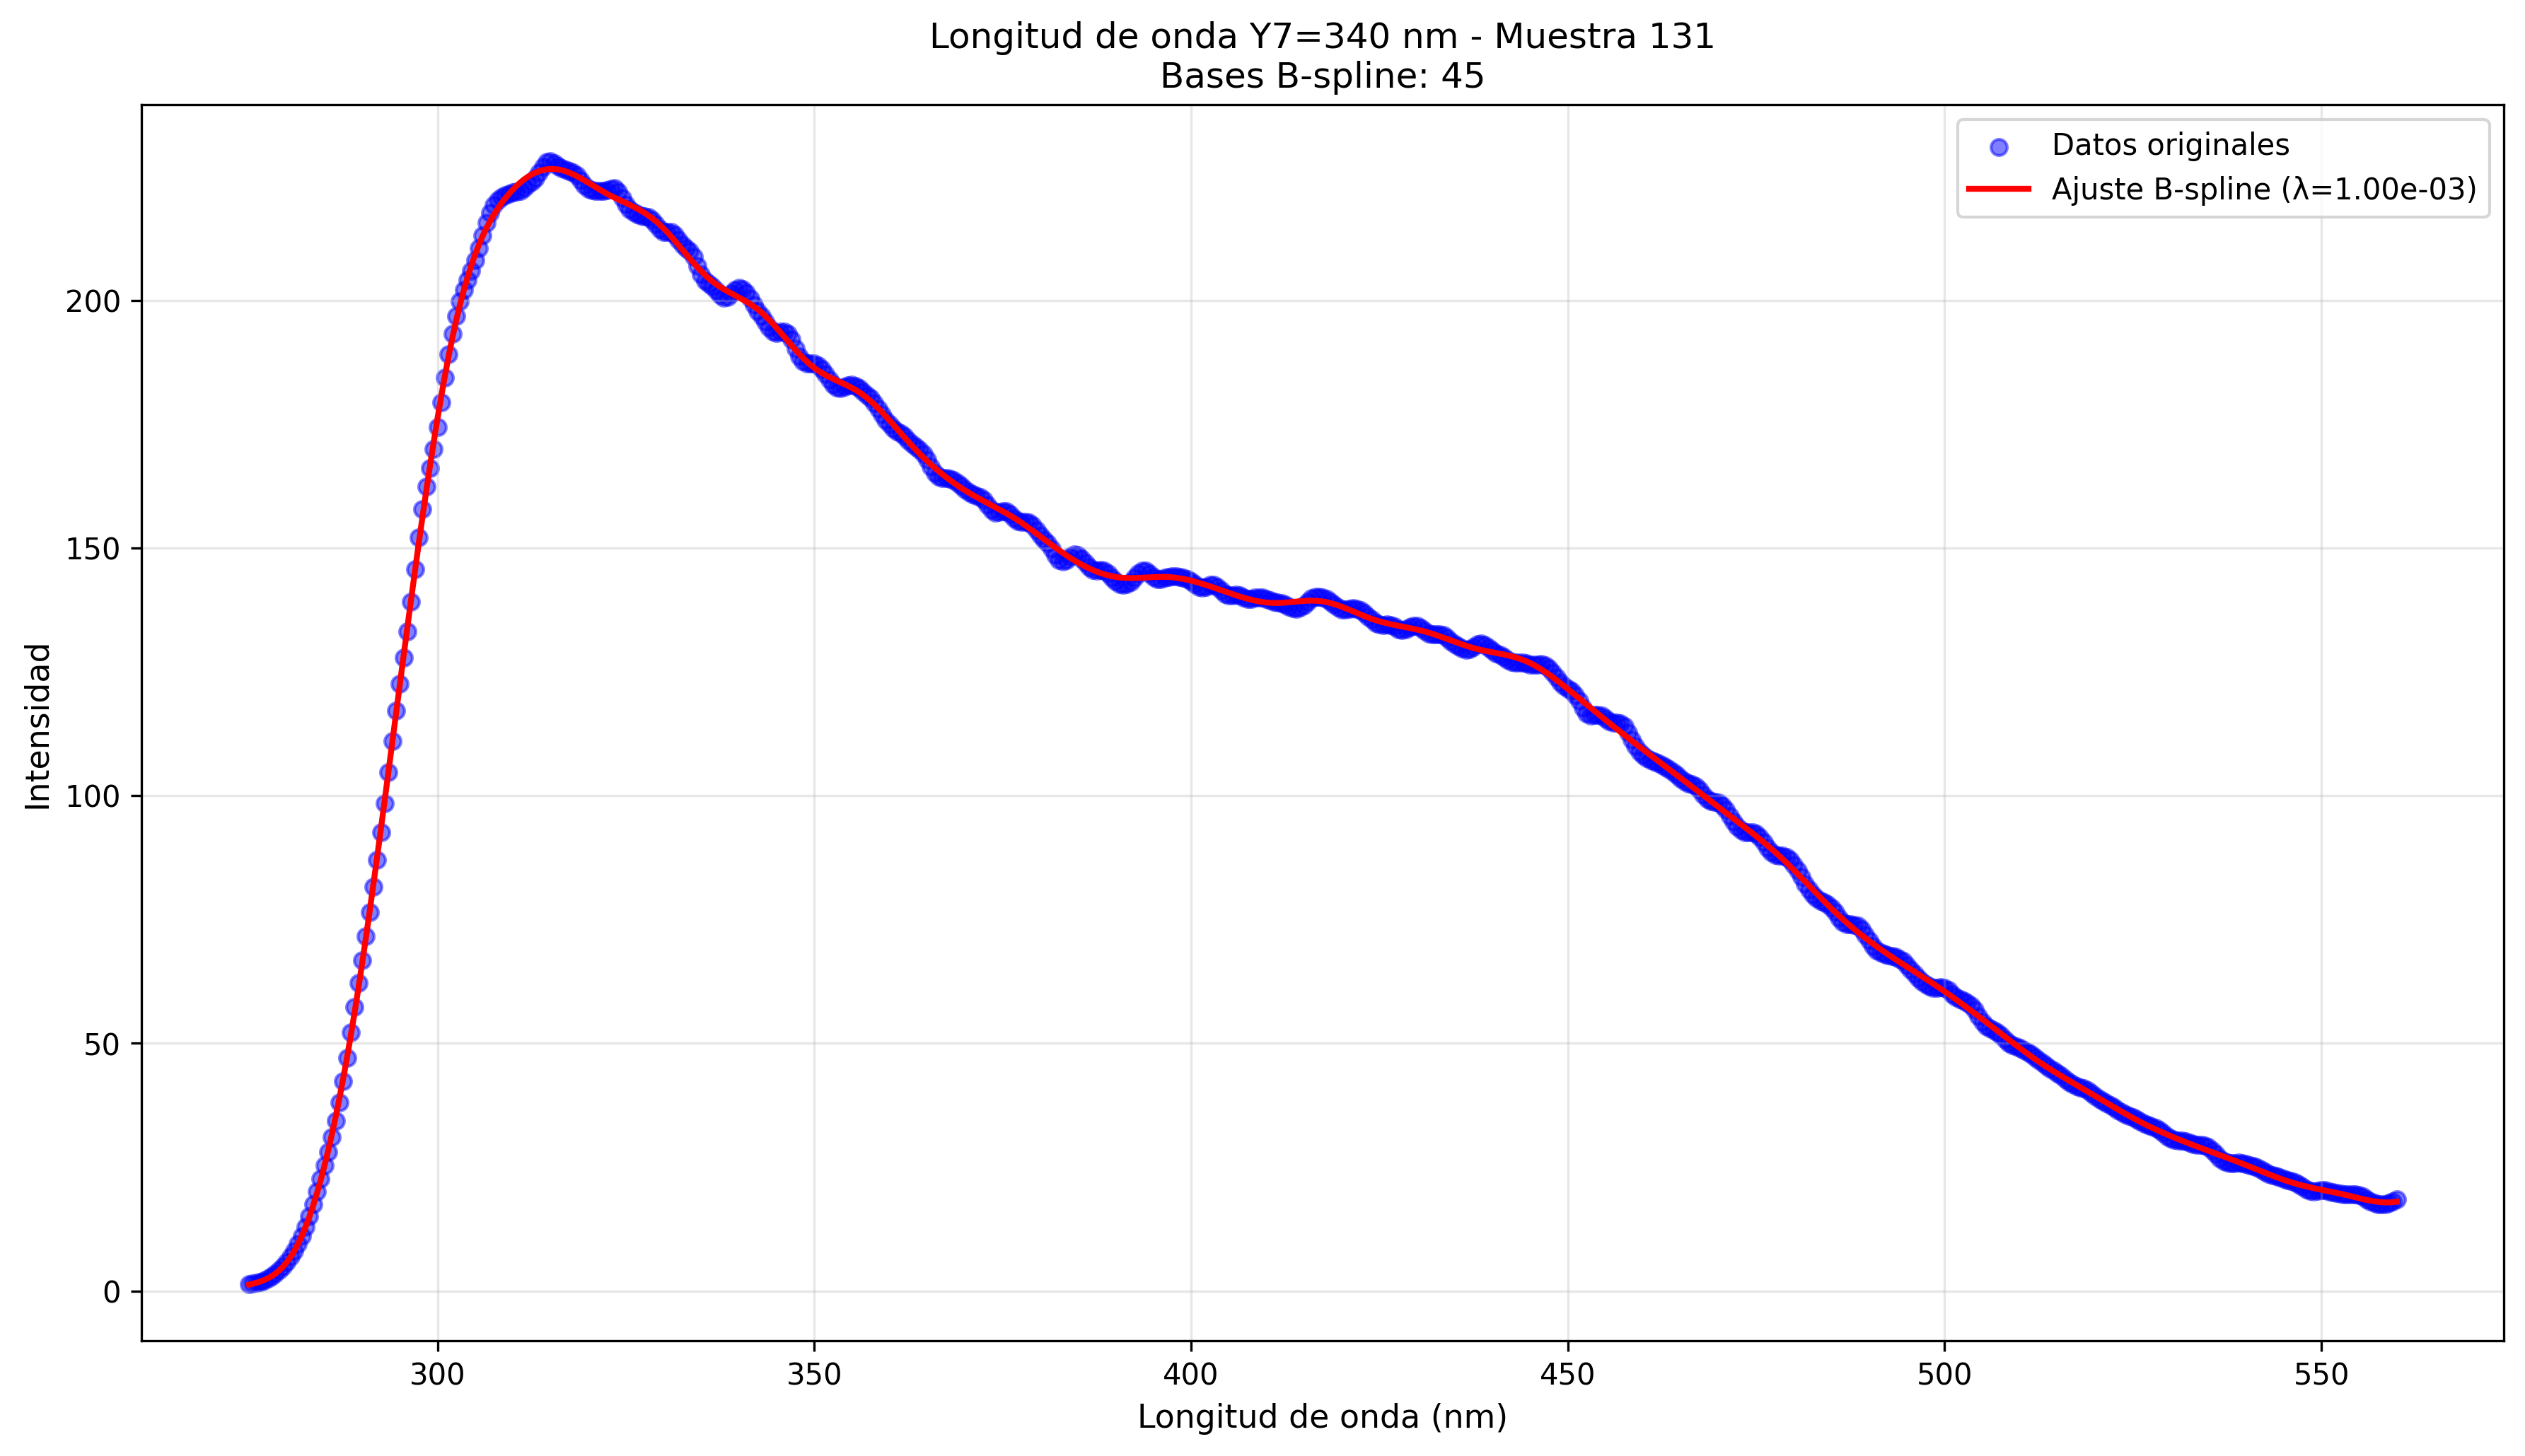 Longitud de onda Y7=340 nm - Muestra 131
Bases B-spline: 45
Datos originales
Ajuste B-spline (λ=1.00e-03)
Intensidad
200
150
100
50
0
300 350 400 450 500 550
Longitud de onda (nm)